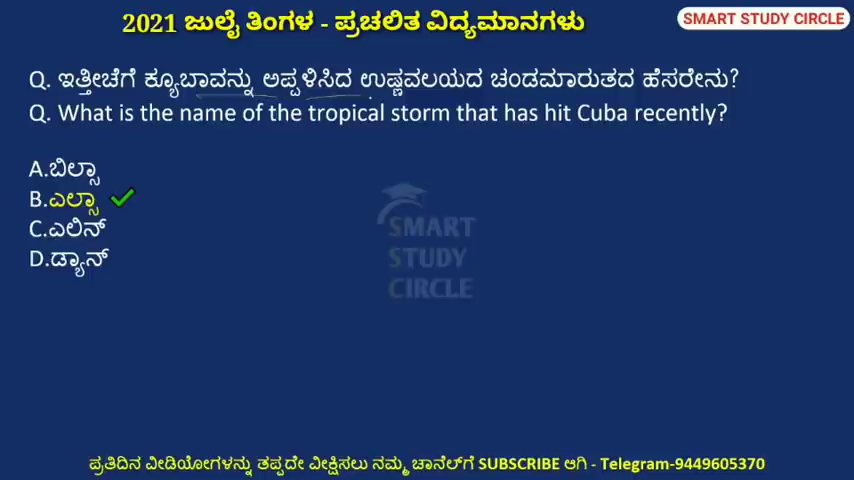 2021 ಜುಲೈ ತಿಂಗಳ - ಪ್ರಚಲಿತ ವಿದ್ಯಮಾನಗಳು
SMART STUDY CIRCLE
Q. ಇತ್ತೀಚೆಗೆ ಕ್ಯೂಬಾವನ್ನು ಅಪ್ಪಳಿಸಿದ ಉಷ್ಣವಲಯದ ಚಂಡಮಾರುತದ ಹೆಸರೇನು?
Q. What is the name of the tropical storm that has hit Cuba recently?
A.ಬಿಲ್ಸಾ
B.ಎಲ್ಸಾ
C.ಎಲಿನ್
D.ಡ್ಯಾನ್
SMART
STUDY
CIRCLE
ಪ್ರತಿದಿನ ವೀಡಿಯೋಗಳನ್ನು ತಪ್ಪದೇ ವೀಕ್ಷಿಸಲು ನಮ್ಮ ಚಾನೆಲ್‌ಗೆ SUBSCRIBE ಆಗಿ - Telegram-9449605370